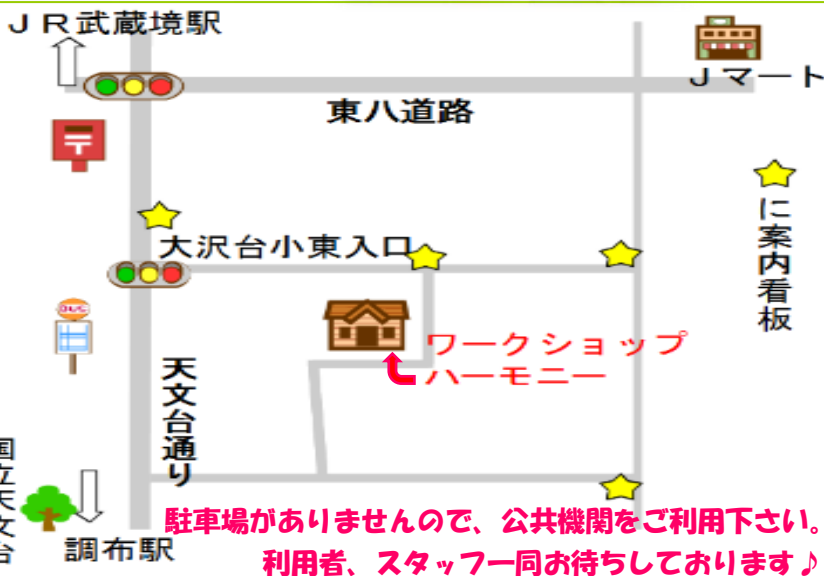 ＪＲ武蔵境駅
Ｊマート
東八道路
〒
に案内看板
大沢台小東入口
BUS
ワークショップ
ハーモニー
天文台通り
国立天文台
調布駅
駐車場がありませんので、公共機関をご利用下さい。
利用者、スタッフ一同お待ちしております♪